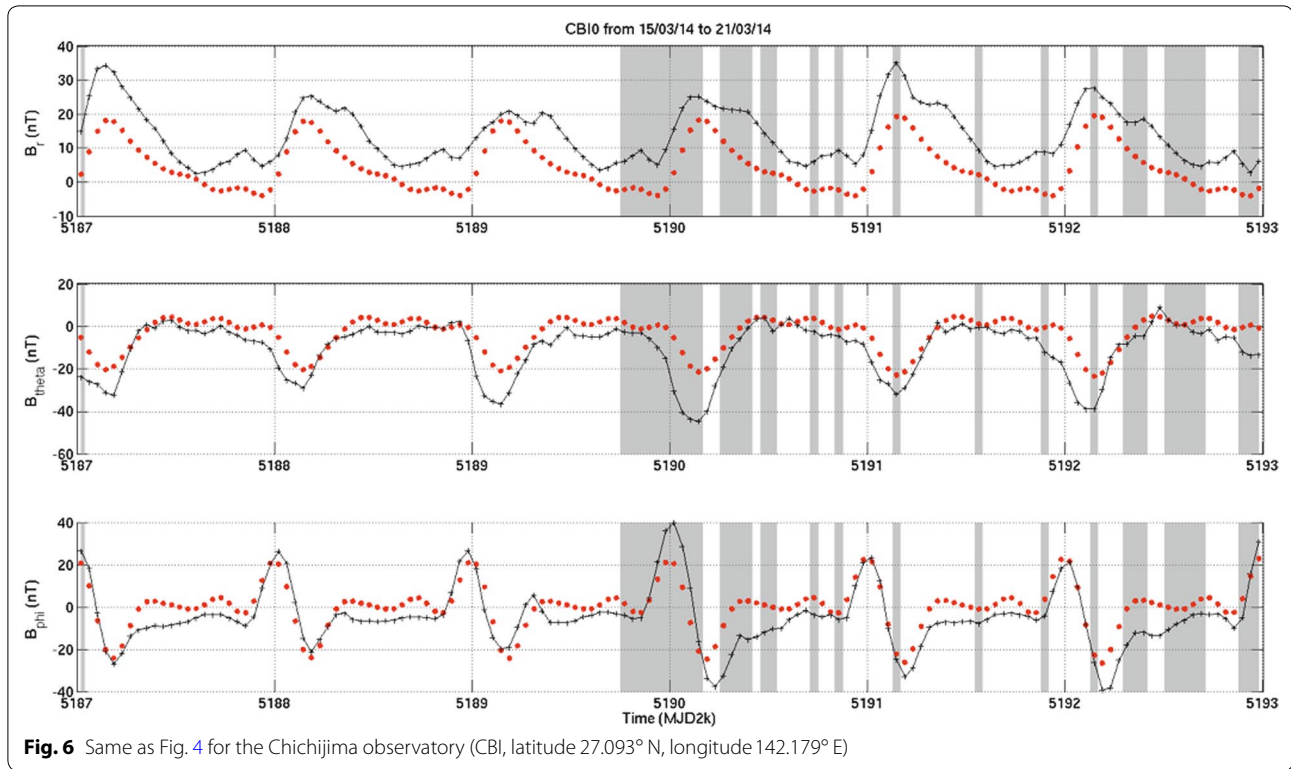 CBI0 from 15/03/14 to 21/03/14
40
30
20
10
0
-10
B_r (nT)
5187 5188 5189 5190 5191 5192 5193
20
0
-20
-40
-60
B_theta (nT)
5187 5188 5189 5190 5191 5192 5193
40
20
0
-20
-40
B_phi (nT)
5187 5188 5189 5190 5191 5192 5193
Time (MJD2k)
Fig. 6 Same as Fig. 4 for the Chichijima observatory (CBI, latitude 27.093° N, longitude 142.179° E)